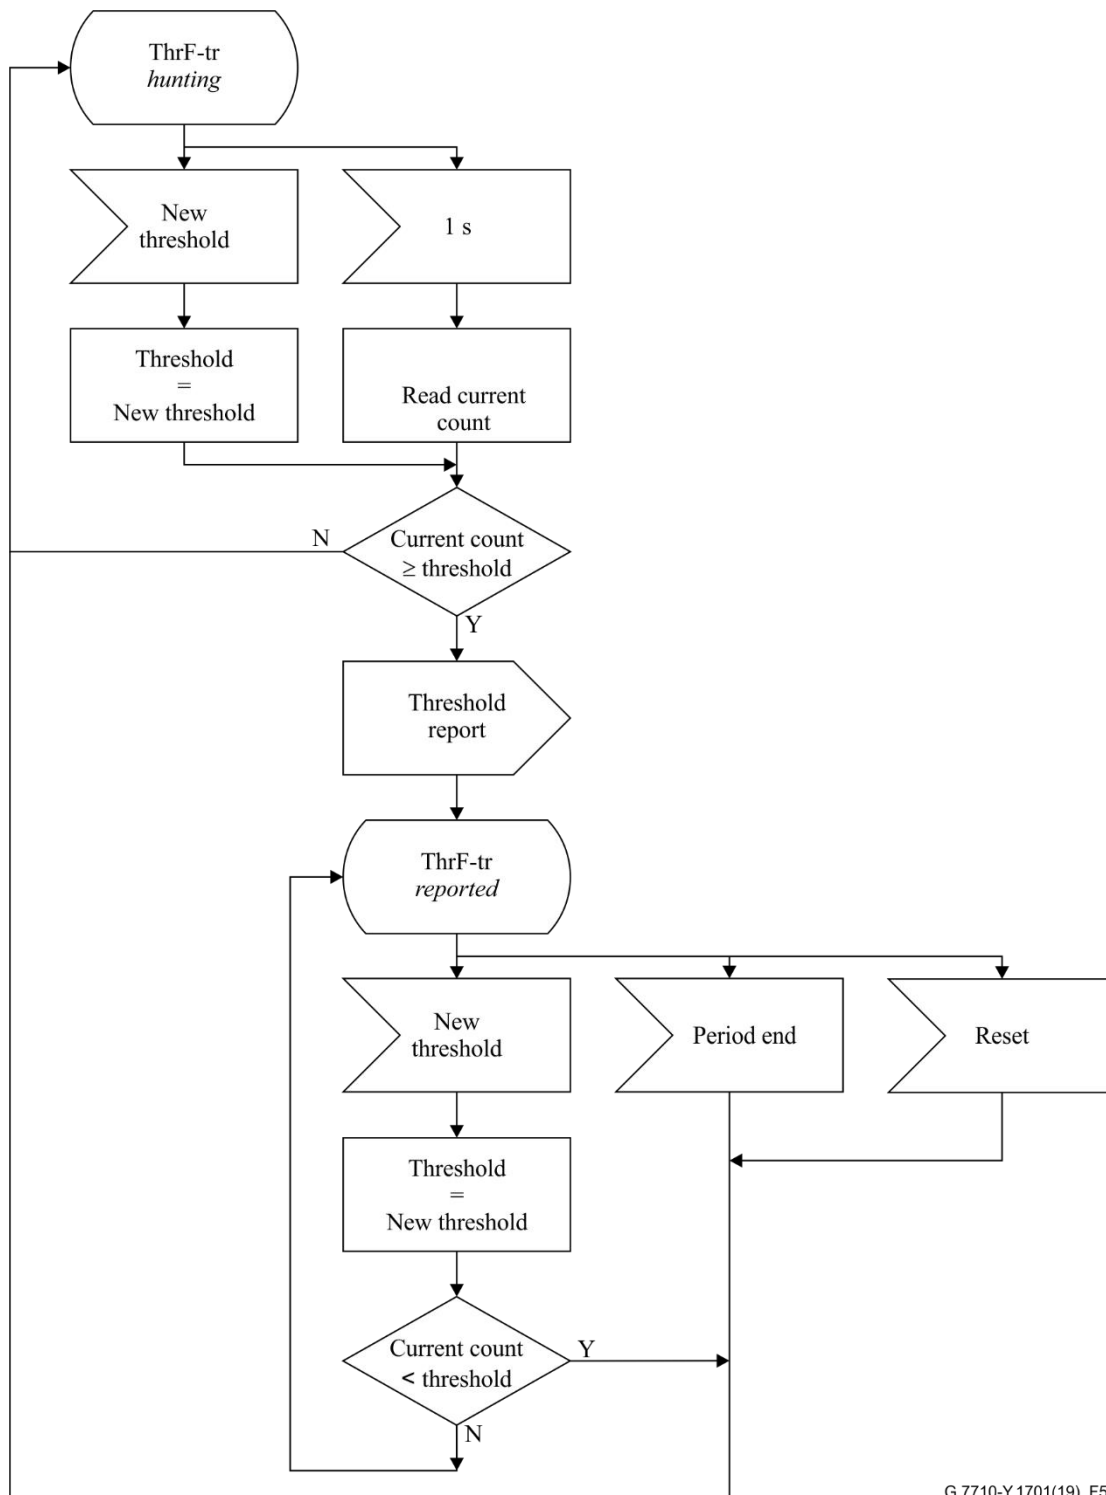 ThrF-tr
hunting
New
threshold
1 s
Threshold
=
New threshold
Read current
count
N
Current count
≥ threshold
Y
Threshold
report
ThrF-tr
reported
New
threshold
Period end
Reset
Threshold
=
New threshold
Current count
< threshold
Y
N
G.7710-Y.1701(19)_F5